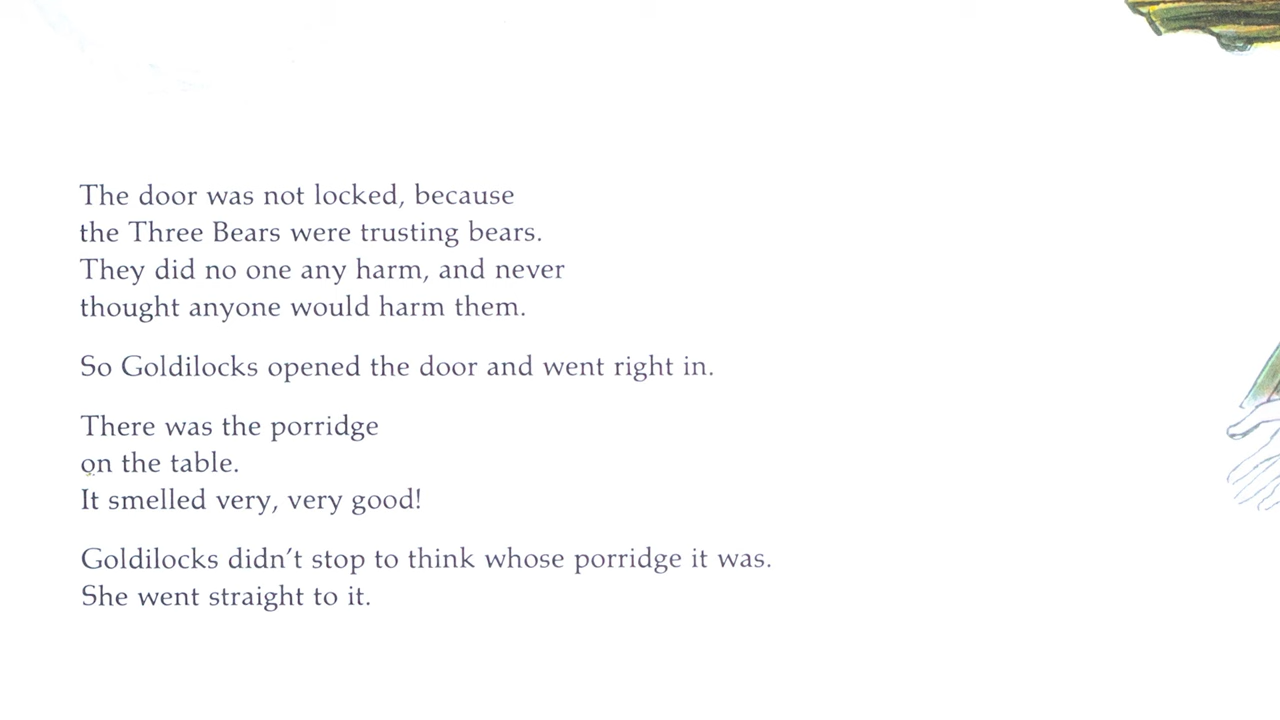 The door was not locked, because
the Three Bears were trusting bears.
They did no one any harm, and never
thought anyone would harm them.
So Goldilocks opened the door and went right in.
There was the porridge
on the table.
It smelled very, very good!
Goldilocks didn't stop to think whose porridge it was.
She went straight to it.